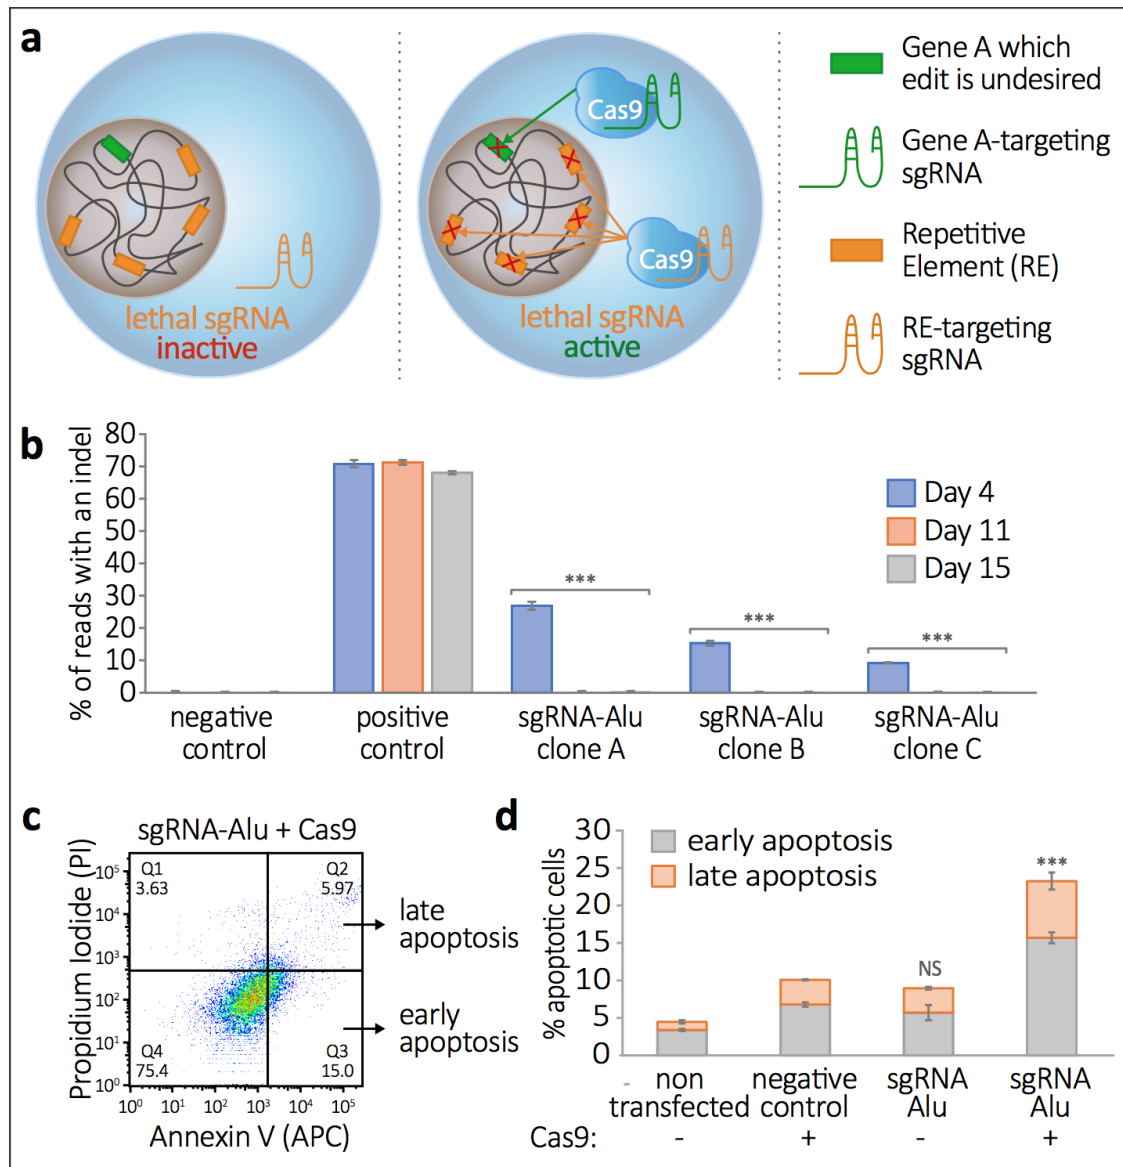 a
lethal sgRNA
inactive
Cas9
Cas9
lethal sgRNA
active
Gene A which
edit is undesired
Gene A-targeting
sgRNA
Repetitive
Element (RE)
RE-targeting
sgRNA
b
% of reads with an indel
80
70
60
50
40
30
20
10
0
***
***
***
Day 4
Day 11
Day 15
negative
control
positive
control
sgRNA-Alu
clone A
sgRNA-Alu
clone B
sgRNA-Alu
clone C
c
sgRNA-Alu + Cas9
Propidium Iodide (PI)
10⁵
10⁴
10³
10²
10¹
10⁰
Q1
3.63
Q2
5.97
Q4
75.4
Q3
15.0
late
apoptosis
early
apoptosis
10⁰ 10¹ 10² 10³ 10⁴ 10⁵
Annexin V (APC)
d
% apoptotic cells
30
25
20
15
10
5
0
early apoptosis
late apoptosis
NS
***
non
transfected
negative
control
sgRNA
Alu
sgRNA
Alu
Cas9: - + - +